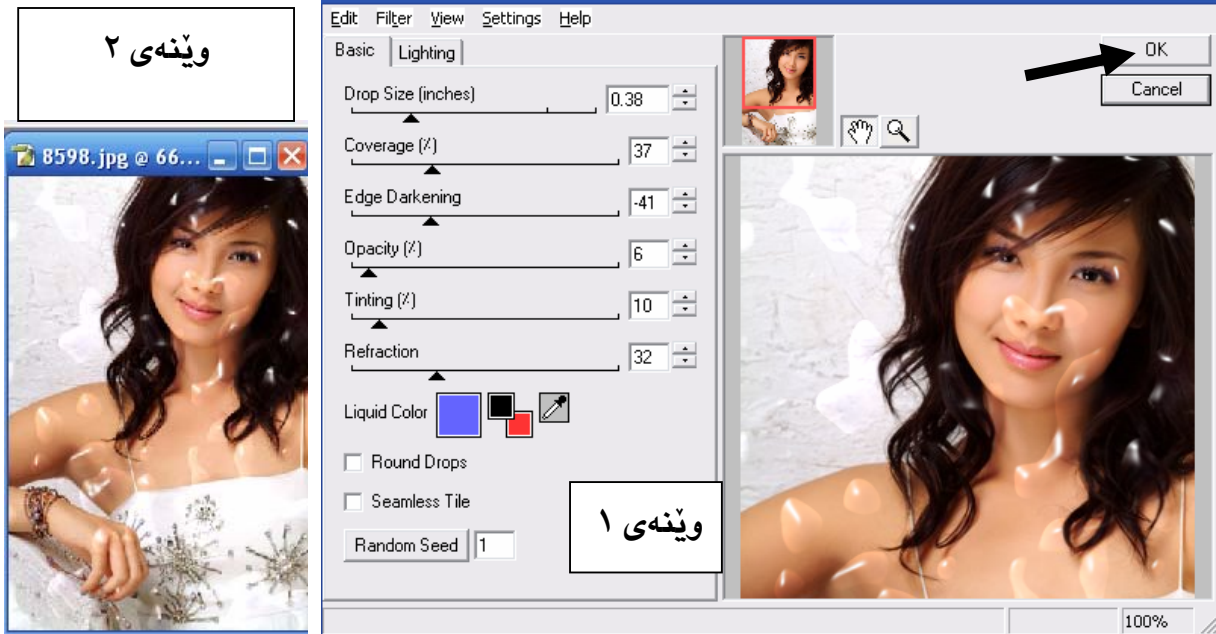 وێنەی ٢
8598.jpg @ 66...
Edit Filter View Settings Help
Basic Lighting
Drop Size (inches) 0.38
Coverage (%) 37
Edge Darkening -41
Opacity (%) 6
Tinting (%) 10
Refraction 32
Liquid Color
Round Drops
Seamless Tile
Random Seed 1
وێنەی ١
OK
Cancel
100%